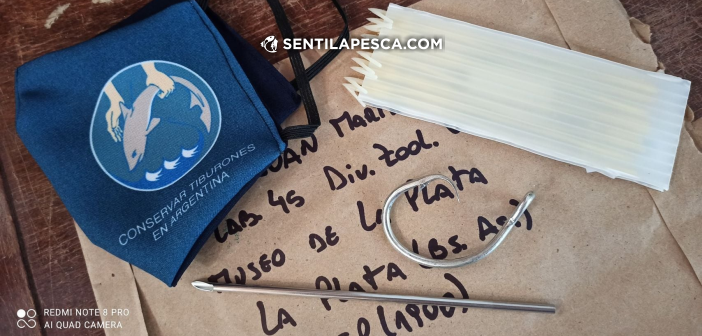 SENTILAPESCA.COM
CONSERVAR TIBURONES
EN ARGENTINA
LAB. 45 Div. Zool.
MUSEO DE LA PLATA
LA PLATA (Bs. As.)
(1900)
REDMI NOTE 8 PRO
AI QUAD CAMERA